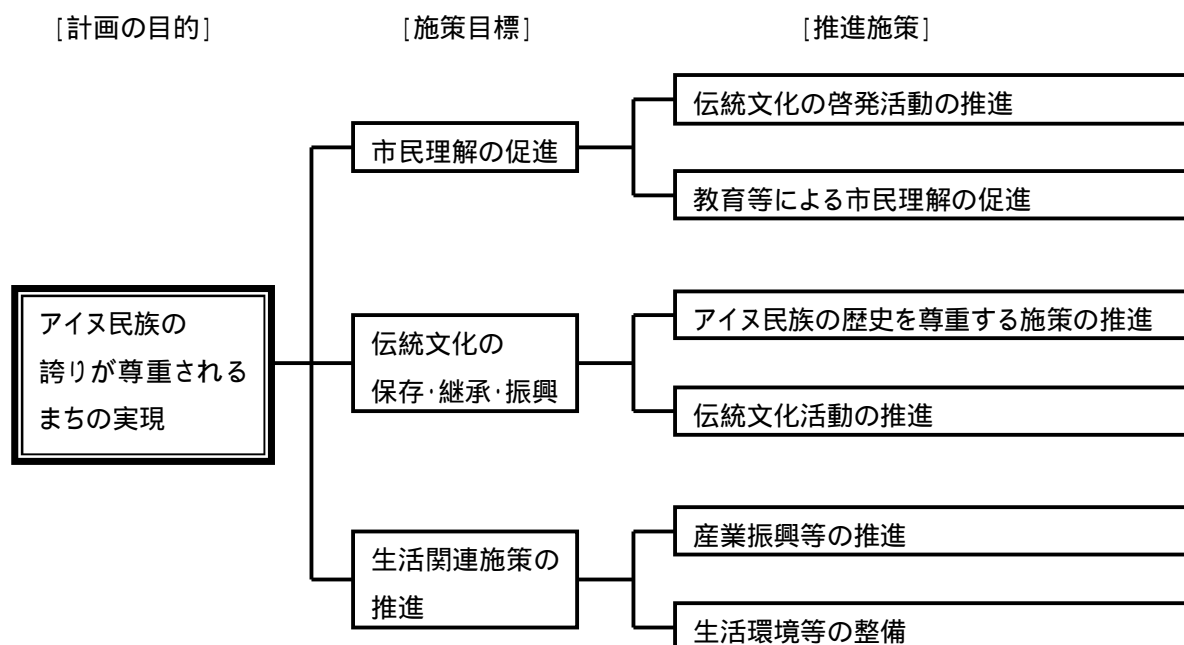 [計画の目的]
[施策目標]
[推進施策]
アイヌ民族の
誇りが尊重される
まちの実現
市民理解の促進
伝統文化の啓発活動の推進
教育等による市民理解の促進
伝統文化の
保存・継承・振興
アイヌ民族の歴史を尊重する施策の推進
伝統文化活動の推進
生活関連施策の
推進
産業振興等の推進
生活環境等の整備